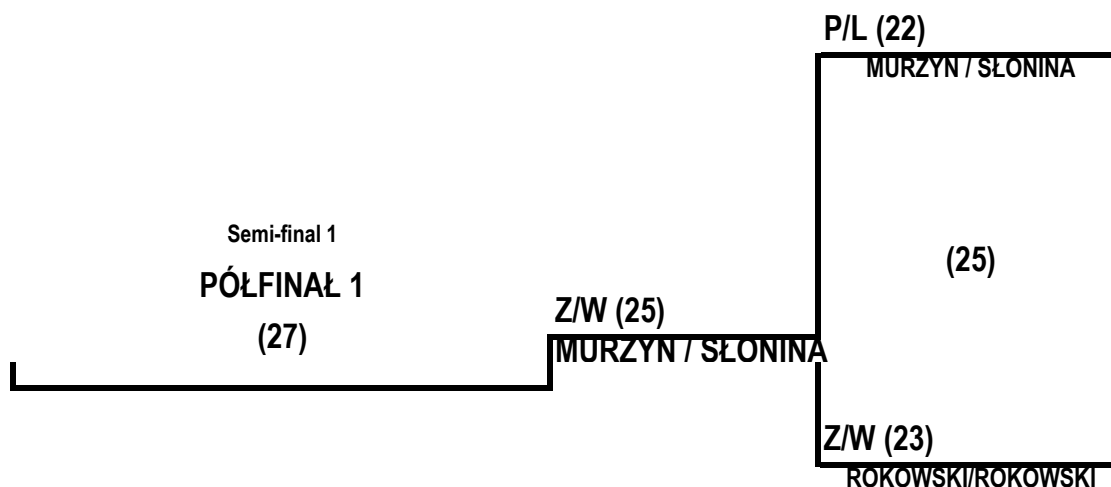 P/L (22)
MURZYN / SŁONINA
Semi-final 1
PÓŁFINAŁ 1
(27)
(25)
Z/W (25)
MURZYN / SŁONINA
Z/W (23)
ROKOWSKI/ROKOWSKI